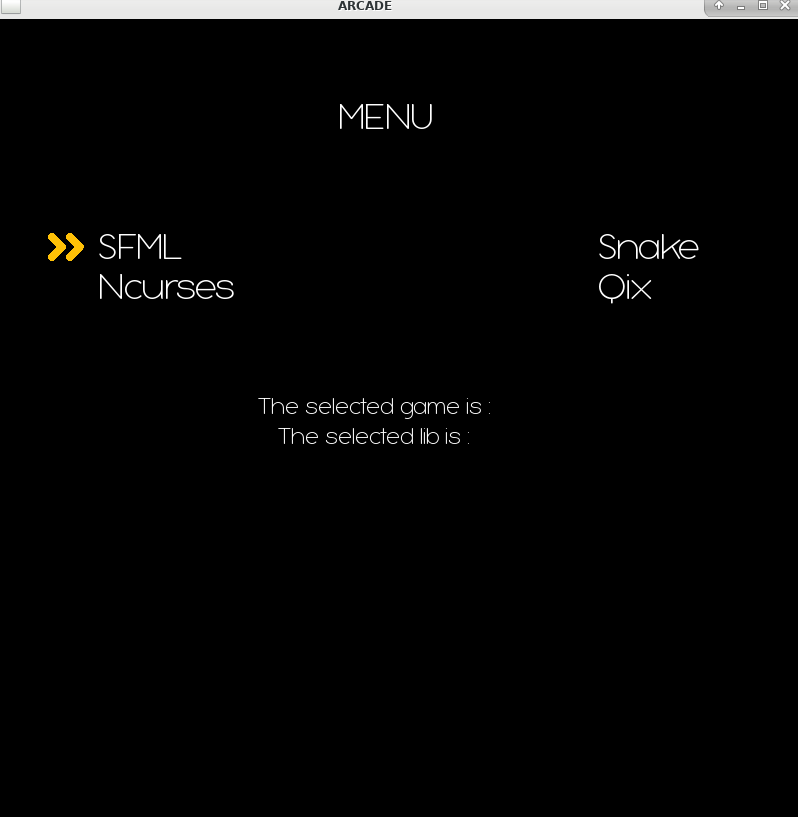 ARCADE
MENU
SFML
Snake
Ncurses
Qix
The selected game is :
The selected lib is :